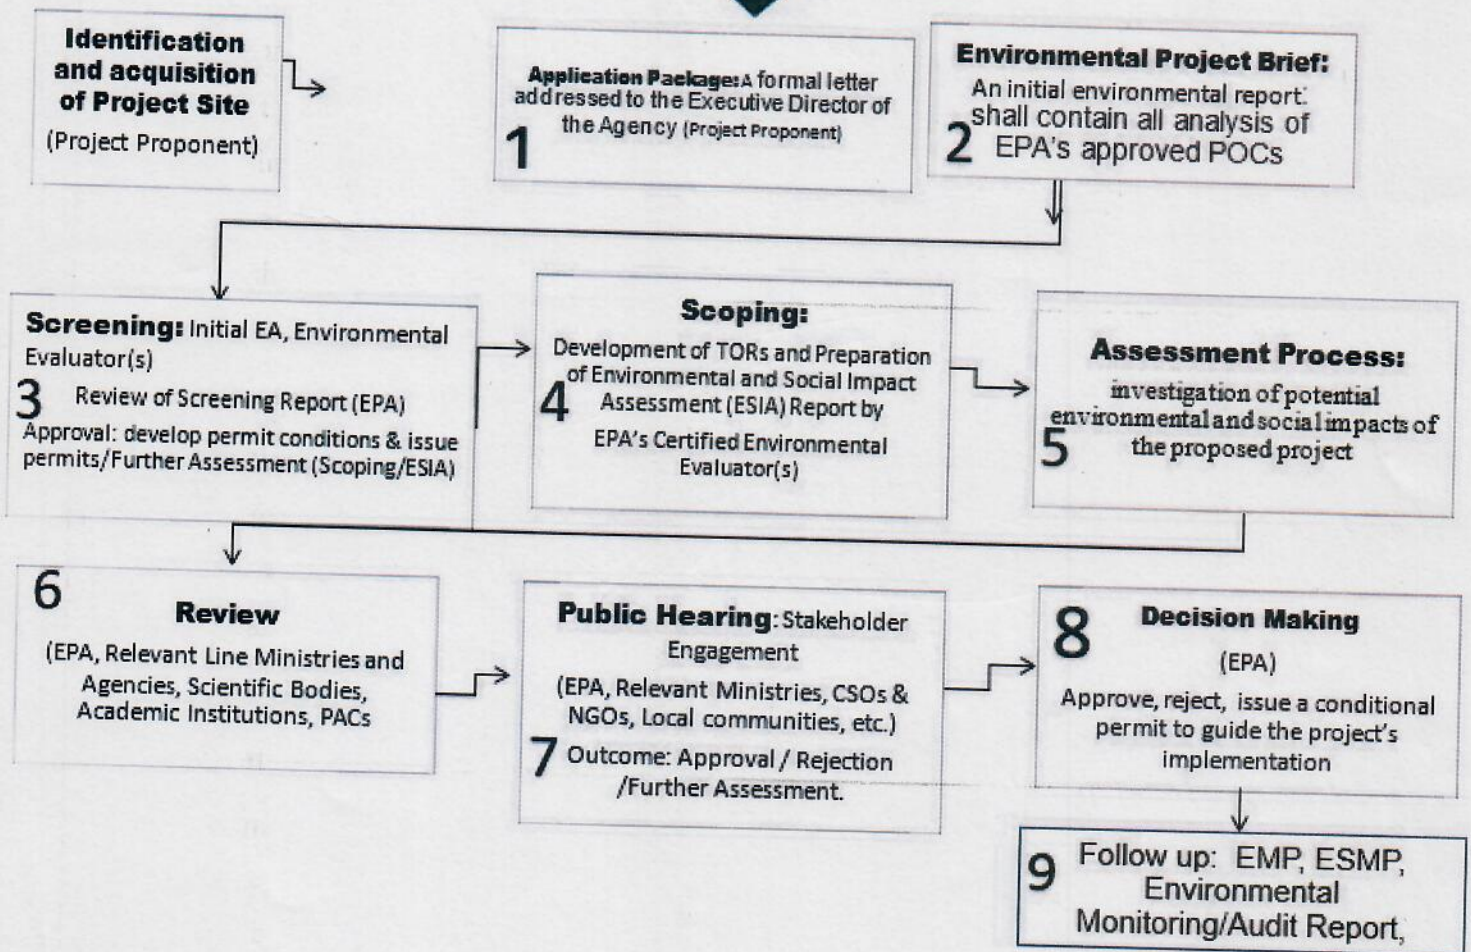 Identification
and acquisition
of Project Site
(Project Proponent)
Application Package: A formal letter
addressed to the Executive Director of
the Agency (Project Proponent)
1
Environmental Project Brief:
An initial environmental report:
shall contain all analysis of
2 EPA's approved POCs
Screening: Initial EA, Environmental
Evaluator(s)
3 Review of Screening Report (EPA)
Approval: develop permit conditions & issue
permits/Further Assessment (Scoping/ESIA)
Scoping:
Development of TORs and Preparation
of Environmental and Social Impact
4 Assessment (ESIA) Report by
EPA's Certified Environmental
Evaluator(s)
Assessment Process:
investigation of potential
environmental and social impacts of
5 the proposed project
6
Review
(EPA, Relevant Line Ministries and
Agencies, Scientific Bodies,
Academic Institutions, PACs
Public Hearing: Stakeholder
Engagement
(EPA, Relevant Ministries, CSOs &
NGOs, Local communities, etc.)
7 Outcome: Approval / Rejection
/Further Assessment.
8 Decision Making
(EPA)
Approve, reject, issue a conditional
permit to guide the project's
implementation
9 Follow up: EMP, ESMP,
Environmental
Monitoring/Audit Report,